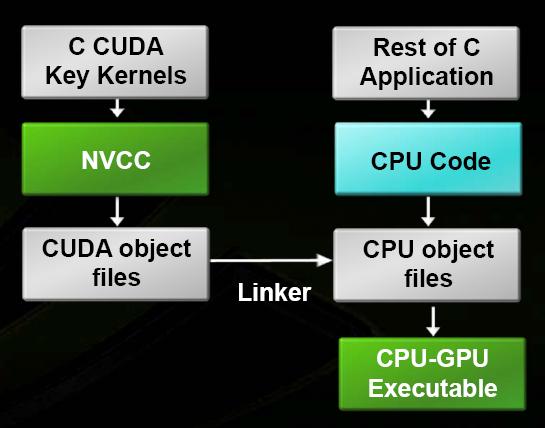 C CUDA
Key Kernels
Rest of C
Application
NVCC
CPU Code
CUDA object
files
Linker
CPU object
files
CPU-GPU
Executable